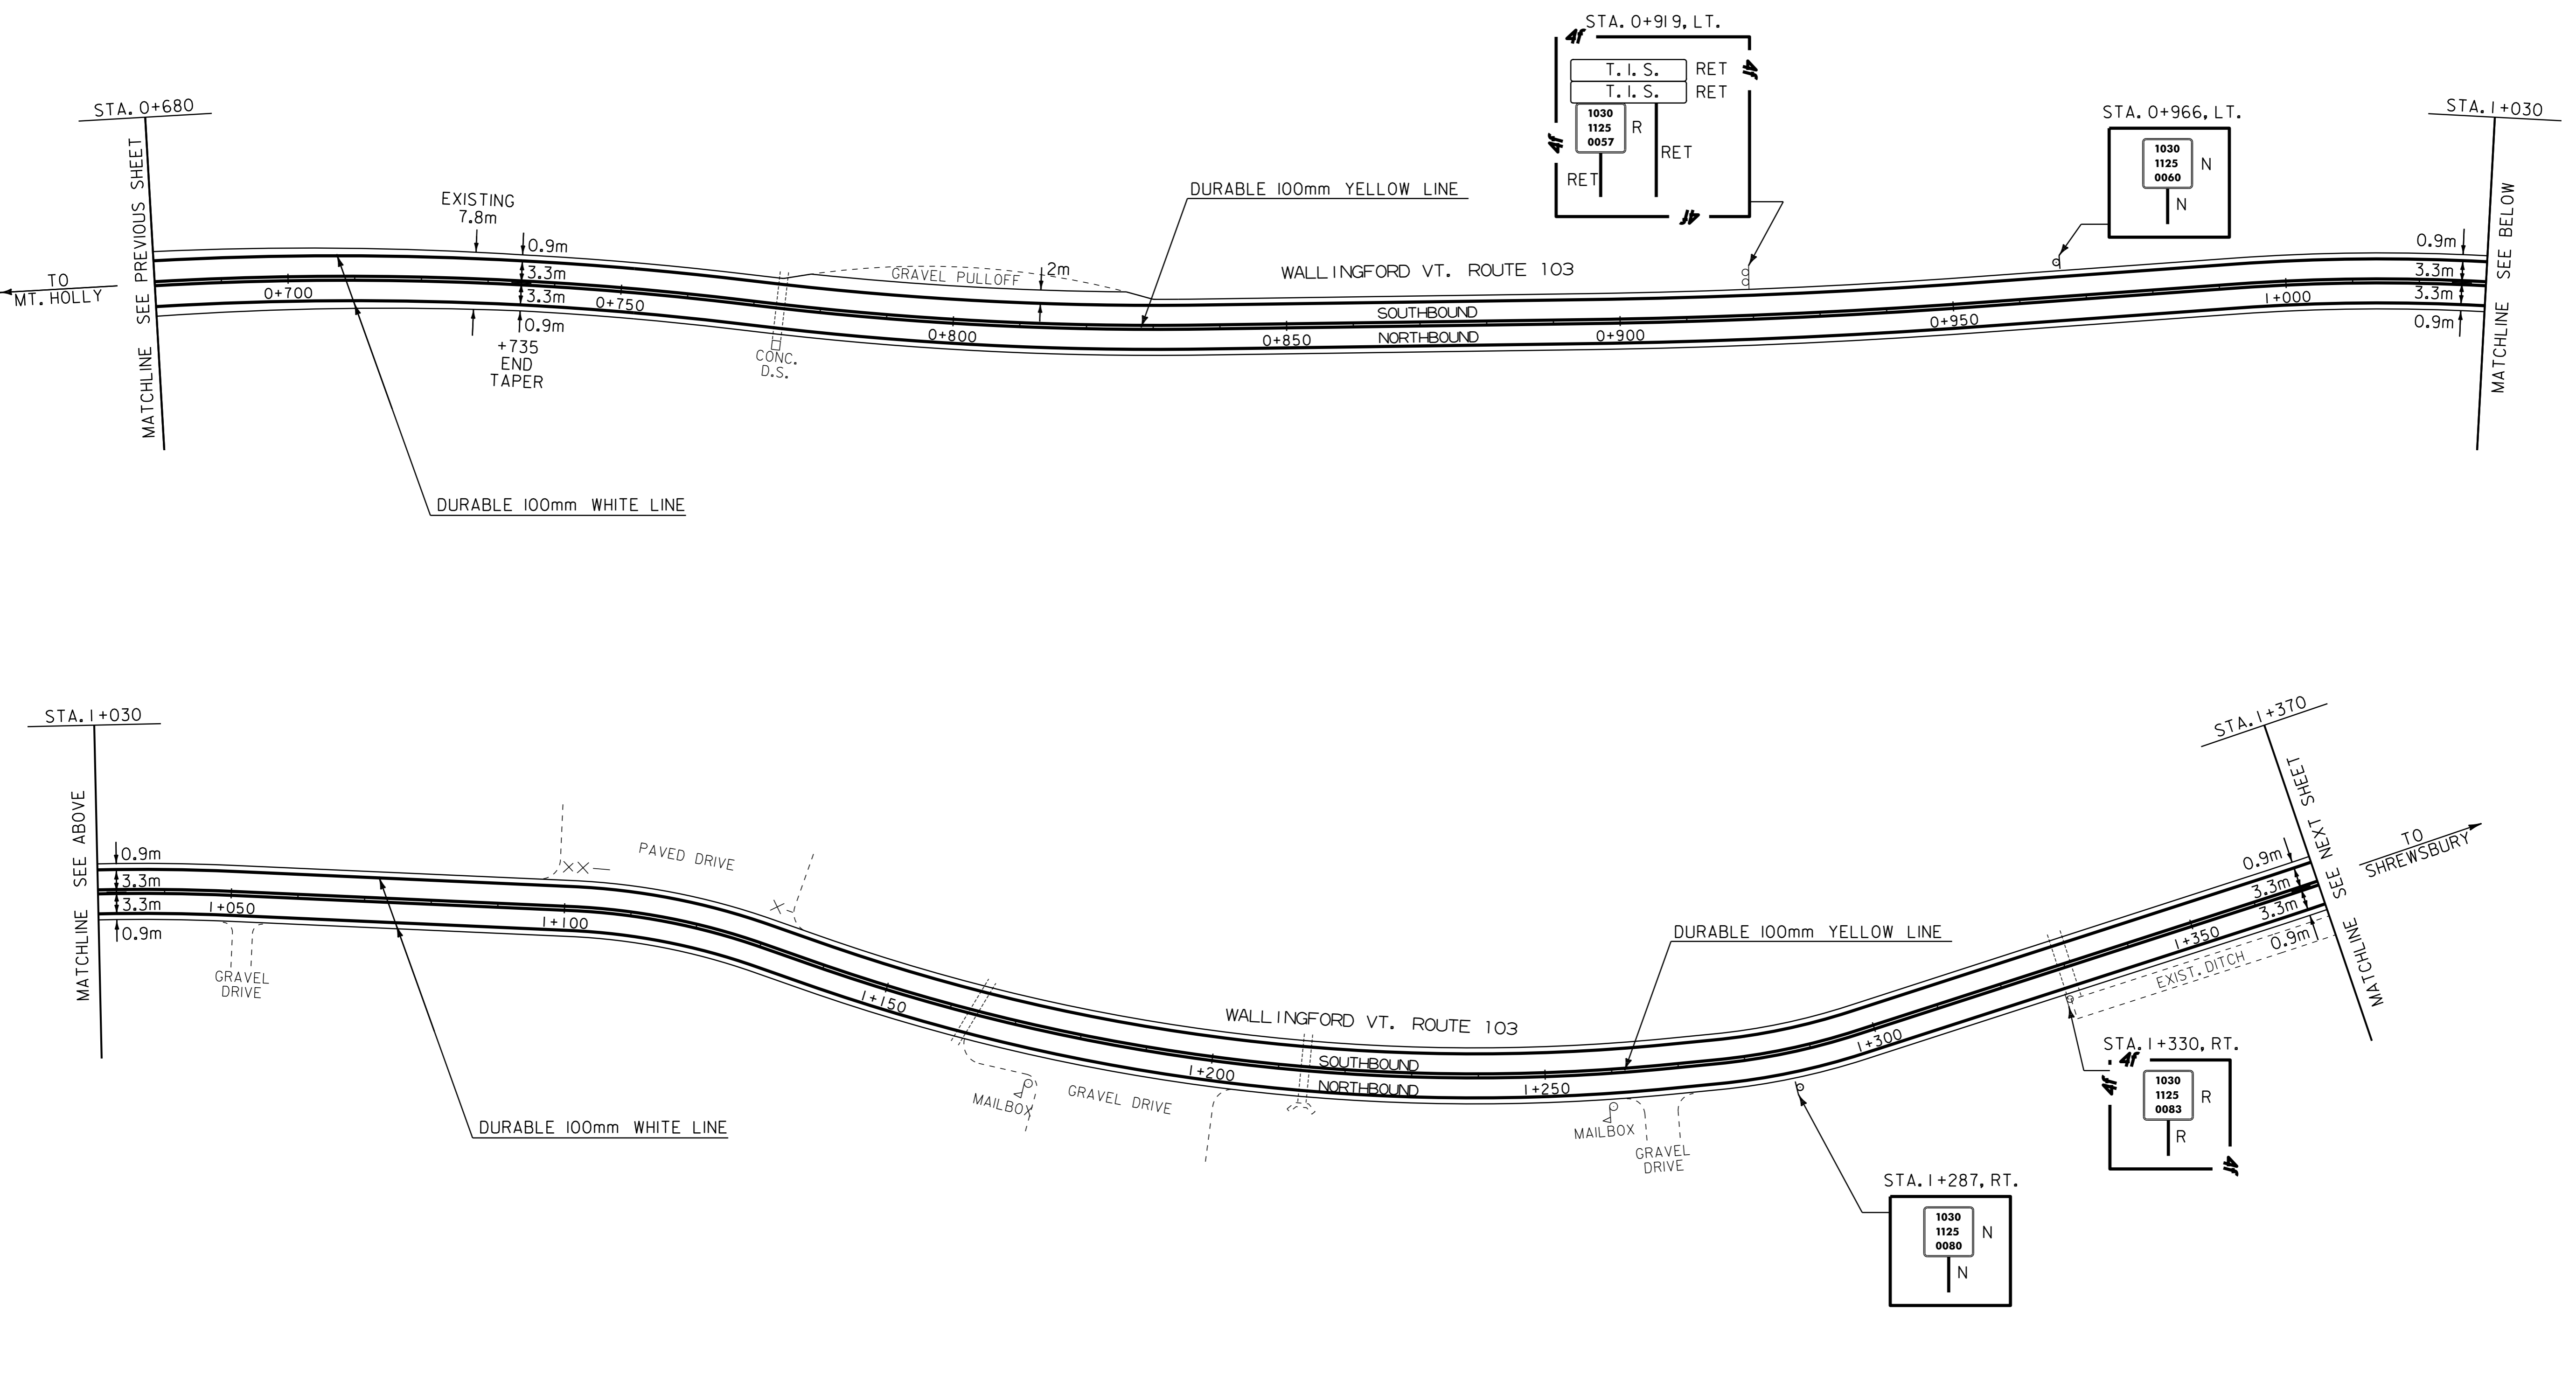 STA. 0+919, LT.
4f
4f
T. I. S. RET
T. I. S. RET
1030
1125
0057
R
4f
RET
RET
4f
STA. 0+680
STA. 0+966, LT.
1030
1125
0060
N
N
STA. 1+030
MATCHLINE SEE PREVIOUS SHEET
TO
MT. HOLLY
EXISTING
7.8m
0.9m
3.3m
3.3m
0.9m
+735
END
TAPER
0+700
0+750
GRAVEL PULLOFF
2m
CONC.
D.S.
DURABLE 100mm YELLOW LINE
WALLINGFORD VT. ROUTE 103
SOUTHBOUND
NORTHBOUND
0+800
0+850
0+900
0+950
1+000
0.9m
3.3m
3.3m
0.9m
MATCHLINE SEE BELOW
DURABLE 100mm WHITE LINE
STA. 1+030
MATCHLINE SEE ABOVE
0.9m
3.3m
3.3m
0.9m
1+050
GRAVEL
DRIVE
1+100
XX
PAVED DRIVE
X
1+150
DURABLE 100mm WHITE LINE
MAILBOX
GRAVEL DRIVE
1+200
WALLINGFORD VT. ROUTE 103
SOUTHBOUND
NORTHBOUND
1+250
DURABLE 100mm YELLOW LINE
MAILBOX
GRAVEL
DRIVE
1+300
1+350
EXIST. DITCH
0.9m
3.3m
3.3m
0.9m
STA. 1+370
MATCHLINE SEE NEXT SHEET
TO
SHREWSBURY
STA. 1+330, RT.
4f
4f
1030
1125
0083
R
R
4f
STA. 1+287, RT.
1030
1125
0080
N
N